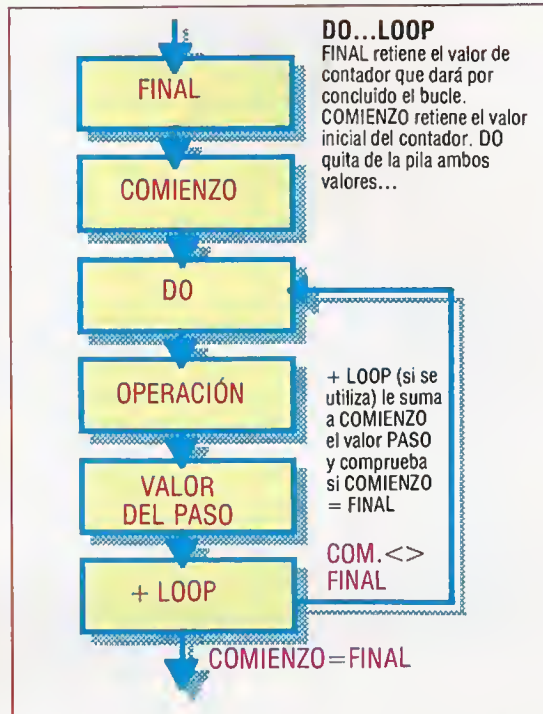 DO...LOOP
FINAL retiene el valor de
contador que dará por
concluido el bucle.
COMIENZO retiene el valor
inicial del contador. DO
quita de la pila ambos
valores...
FINAL
COMIENZO
DO
OPERACIÓN
VALOR
DEL PASO
+ LOOP
+ LOOP (si se
utiliza) le suma
a COMIENZO
el valor PASO
y comprueba
si COMIENZO
= FINAL
COM.<>
FINAL
COMIENZO=FINAL